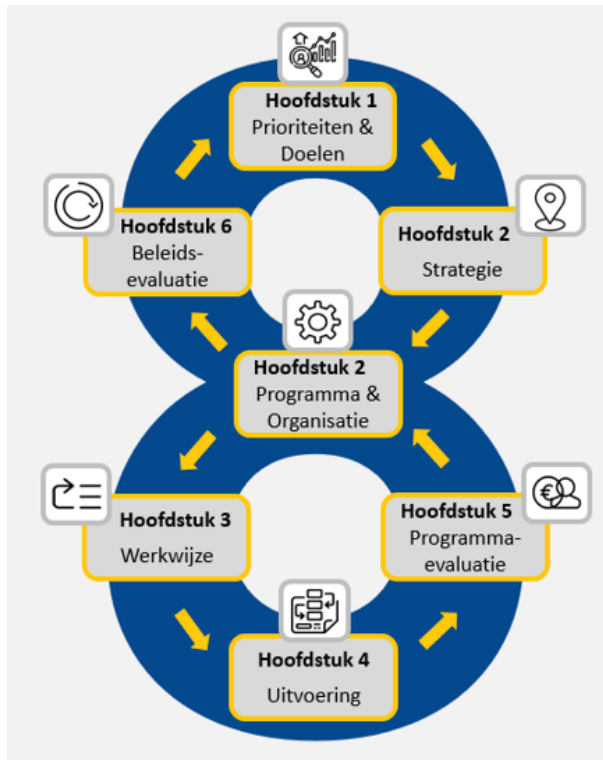 Hoofdstuk 1
Prioriteiten &
Doelen
Hoofdstuk 6
Beleids-
evaluatie
Hoofdstuk 2
Strategie
Hoofdstuk 2
Programma &
Organisatie
Hoofdstuk 3
Werkwijze
Hoofdstuk 5
Programma-
evaluatie
Hoofdstuk 4
Uitvoering